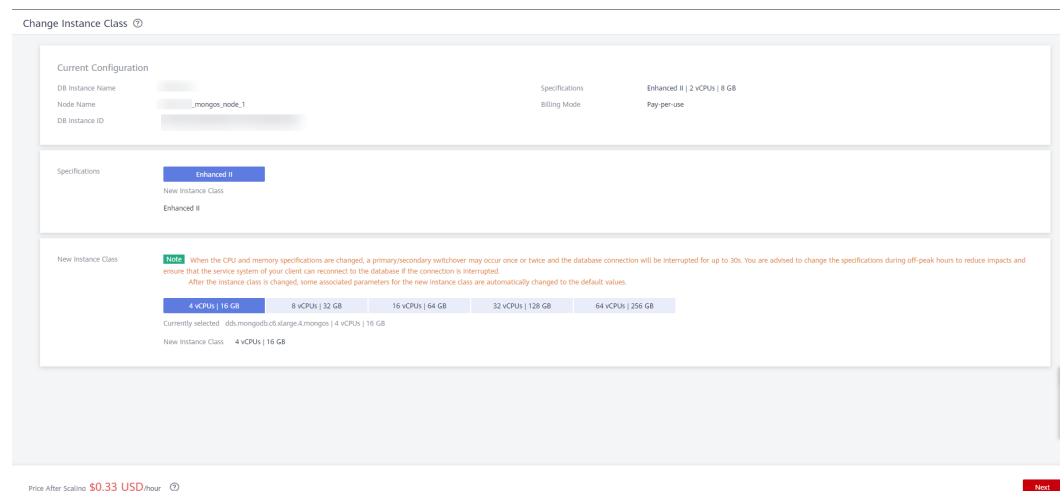 Change Instance Class
Current Configuration
DB Instance Name
Specifications Enhanced II | 2 vCPUs | 8 GB
Node Name _mongos_node_1
Billing Mode Pay-per-use
DB Instance ID
Specifications Enhanced II
New Instance Class
Enhanced II
New Instance Class Note When the CPU and memory specifications are changed, a primary/secondary switchover may occur once or twice and the database connection will be interrupted for up to 30s. You are advised to change the specifications during off-peak hours to reduce impacts and
ensure that the service system of your client can reconnect to the database if the connection is interrupted.
After the instance class is changed, some associated parameters for the new instance class are automatically changed to the default values.
4 vCPUs | 16 GB 8 vCPUs | 32 GB 16 vCPUs | 64 GB 32 vCPUs | 128 GB 64 vCPUs | 256 GB
Currently selected dds.mongodb.c6.xlarge.4.mongos | 4 vCPUs | 16 GB
New Instance Class 4 vCPUs | 16 GB
Price After Scaling $0.33 USD/hour
Next